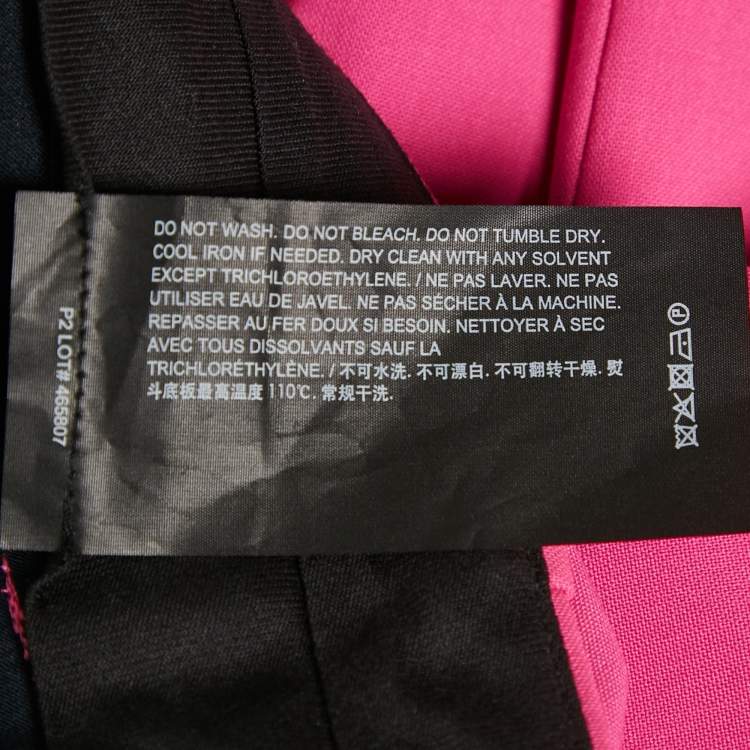 DO NOT WASH. DO NOT BLEACH. DO NOT TUMBLE DRY.
COOL IRON IF NEEDED. DRY CLEAN WITH ANY SOLVENT
EXCEPT TRICHLOROETHYLENE. / NE PAS LAVER. NE PAS
UTILISER EAU DE JAVEL. NE PAS SÉCHER À LA MACHINE.
REPASSER AU FER DOUX SI BESOIN. NETTOYER À SEC
AVEC TOUS DISSOLVANTS SAUF LA
TRICHLORÉTHYLÈNE. / 不可水洗. 不可漂白. 不可翻转干燥. 熨
斗底板最高温度 110℃. 常规干洗.
P2 LOT# 465807
P